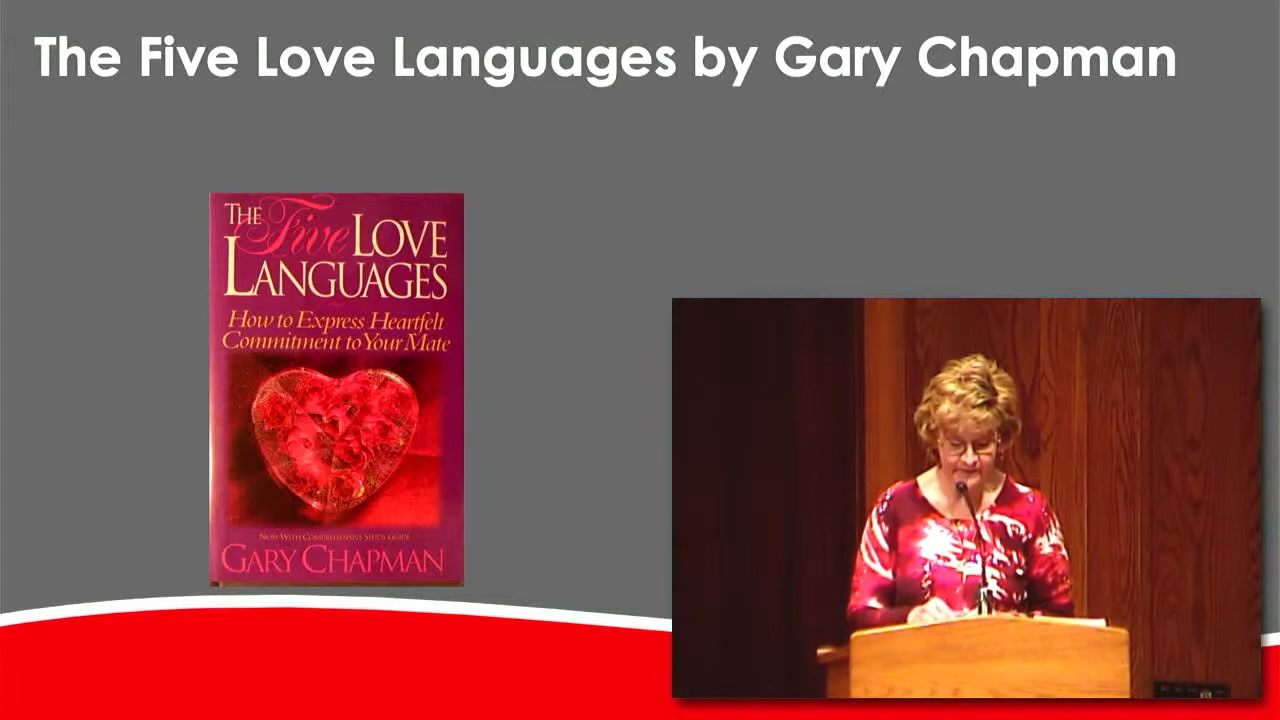 The Five Love Languages by Gary Chapman
THE Five LOVE
LANGUAGES
How to Express Heartfelt
Commitment to Your Mate
NOW WITH COMPREHENSIVE STUDY GUIDE
GARY CHAPMAN